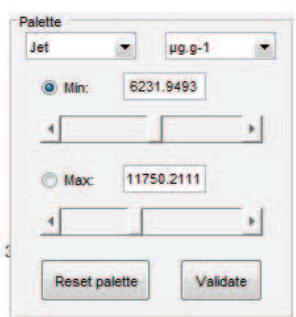 Palette
Jet µg.g-1
Min: 6231.9493
Max: 11750.2111
Reset palette Validate